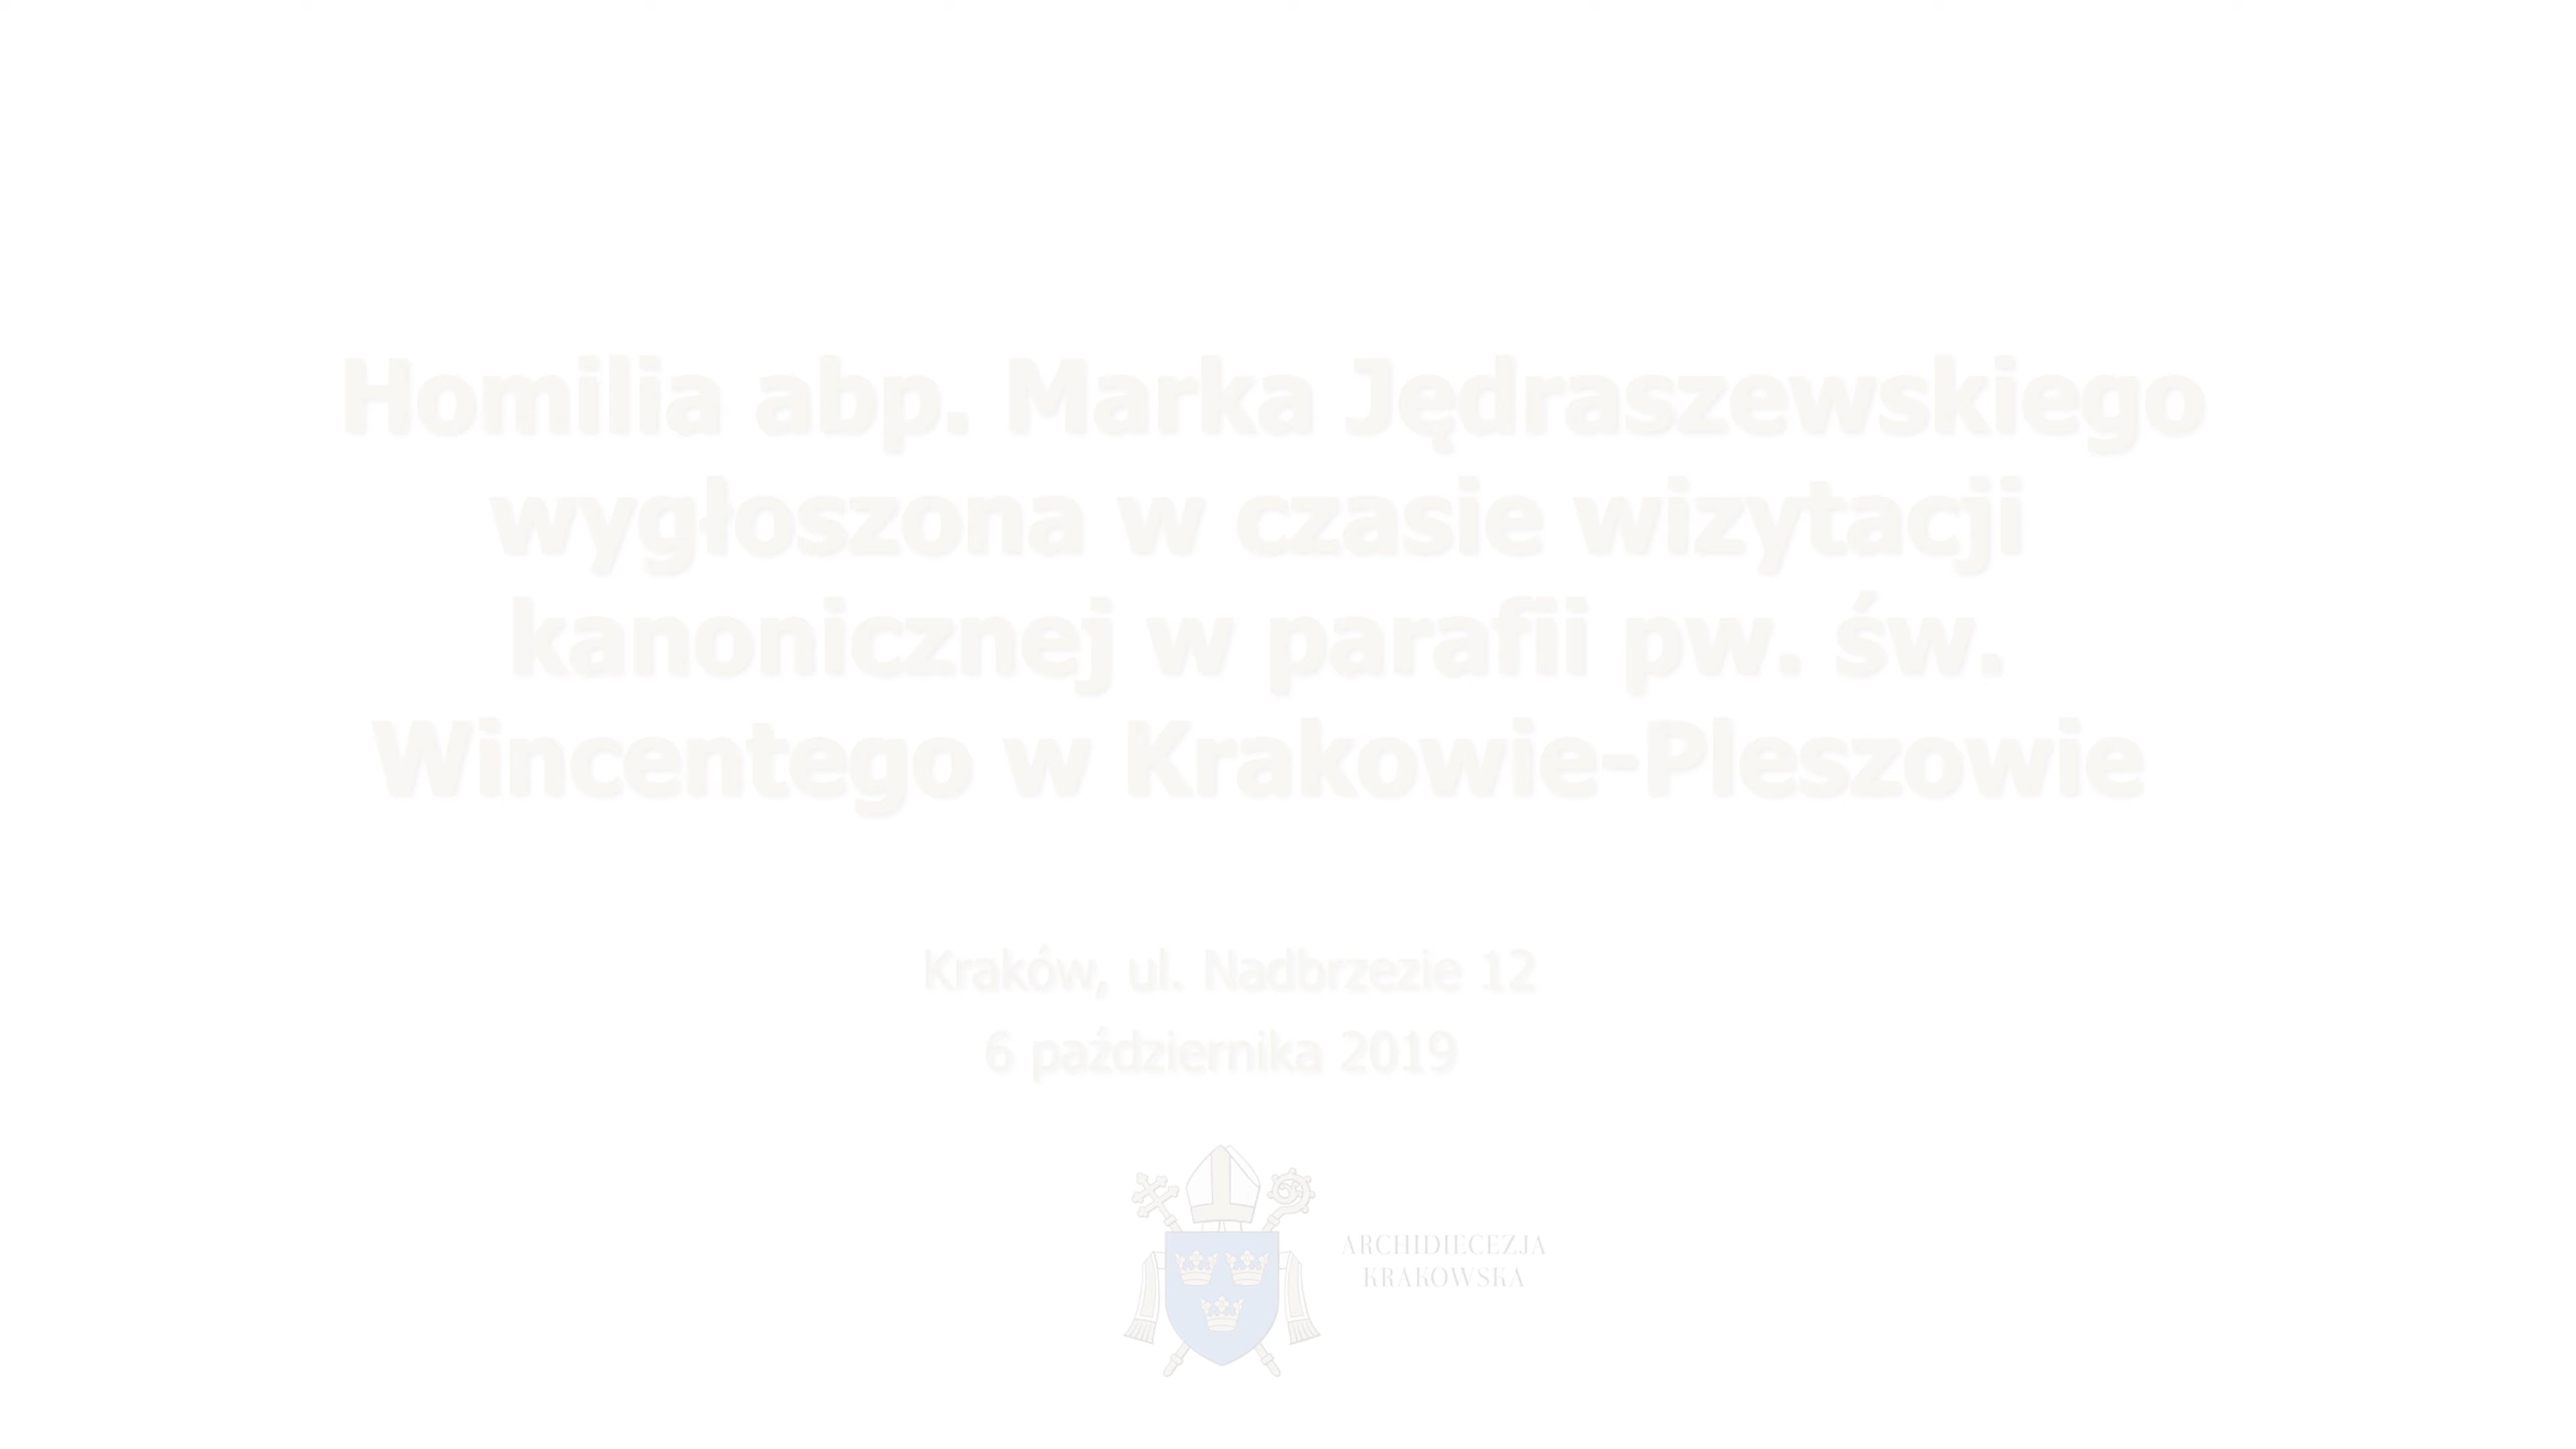 Homilia abp. Marka Jędraszewskiego
wygłoszona w czasie wizytacji
kanonicznej w parafii pw. św.
Wincentego w Krakowie-Pleszowie
Kraków, ul. Nadbrzezie 12
6 października 2019
ARCHIDIECEZJA
KRAKOWSKA